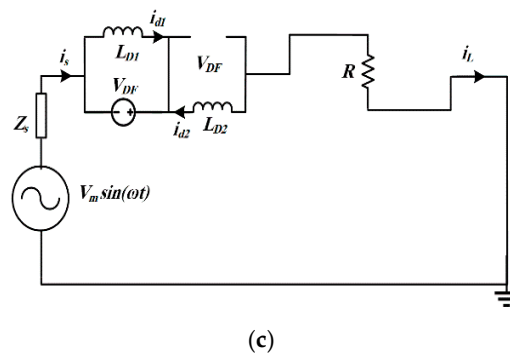 i_s
L_D1
i_d1
V_DF
V_DF
i_d2
L_D2
R
i_L
Z_s
V_m sin(ωt)
- +
(c)